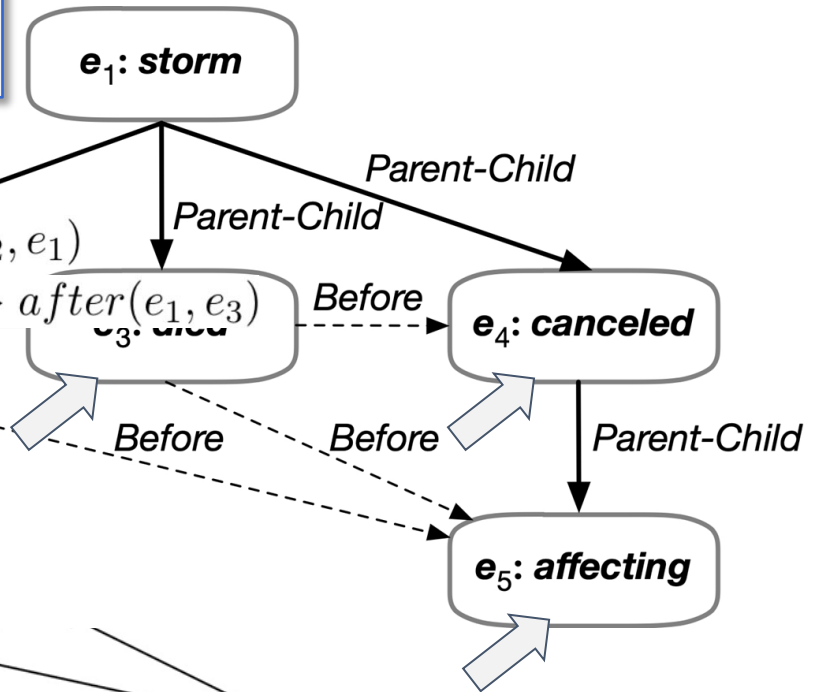 e1: storm
Parent-Child
Parent-Child
, e1)
after(e1, e3)
Before
e4: canceled
Before
Before
Parent-Child
e5: affecting